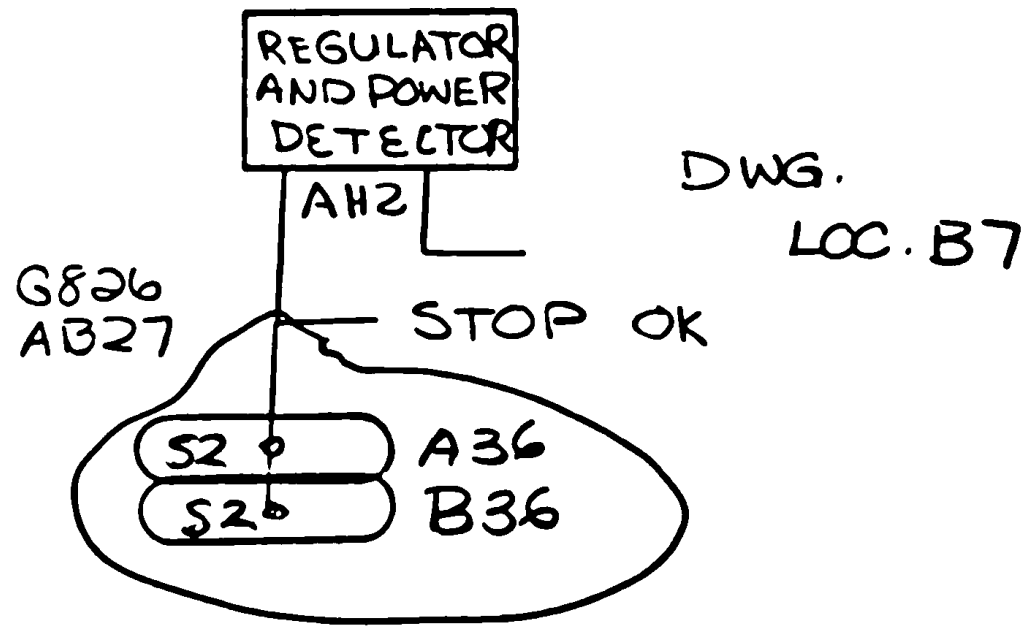 REGULATOR
AND POWER
DETECTOR
AH2
DWG.
LOC. B7
G826
AB27
STOP OK
S2
A36
S2
B36